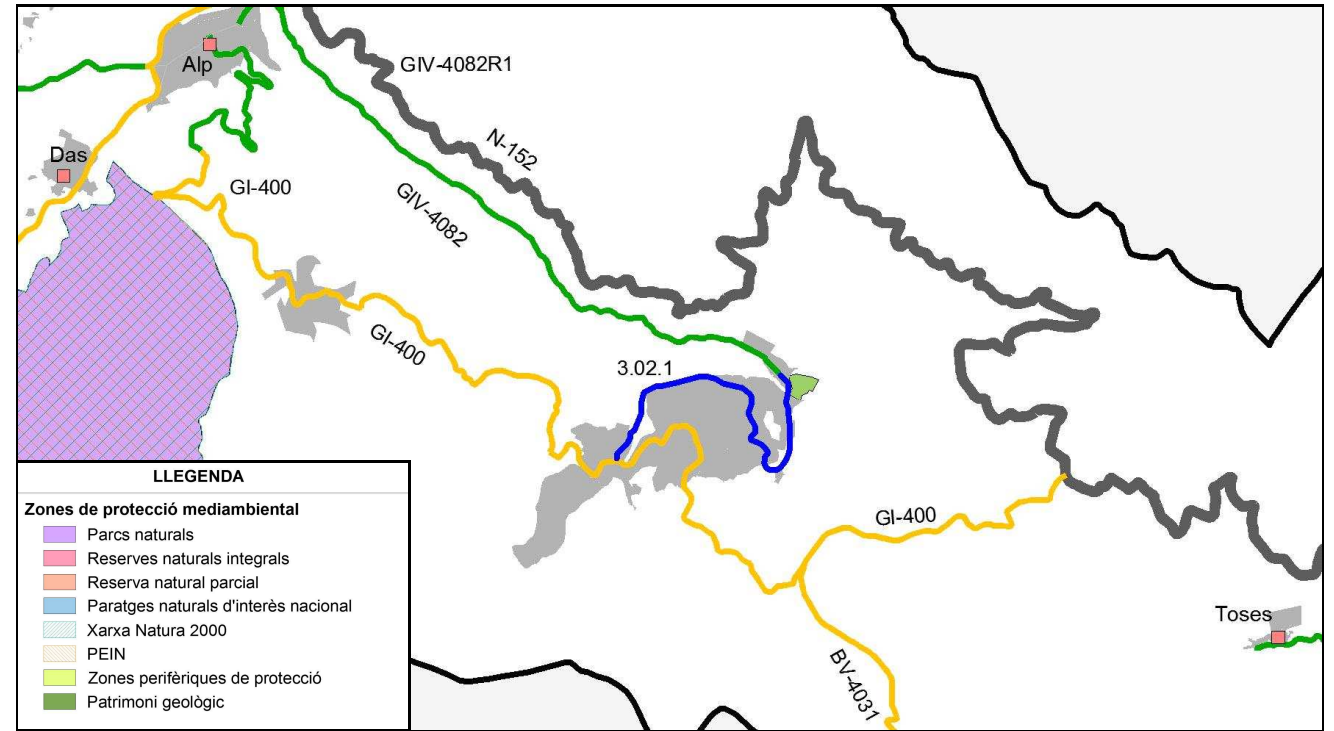 Alp
GIV-4082R1
N-152
Das
GI-400
GIV-4082
GI-400
3.02.1
GI-400
Toses
BV-4031
LLEGENDA
Zones de protecció mediambiental
Parcs naturals
Reserves naturals integrals
Reserva natural parcial
Paratges naturals d'interès nacional
Xarxa Natura 2000
PEIN
Zones perifèriques de protecció
Patrimoni geològic